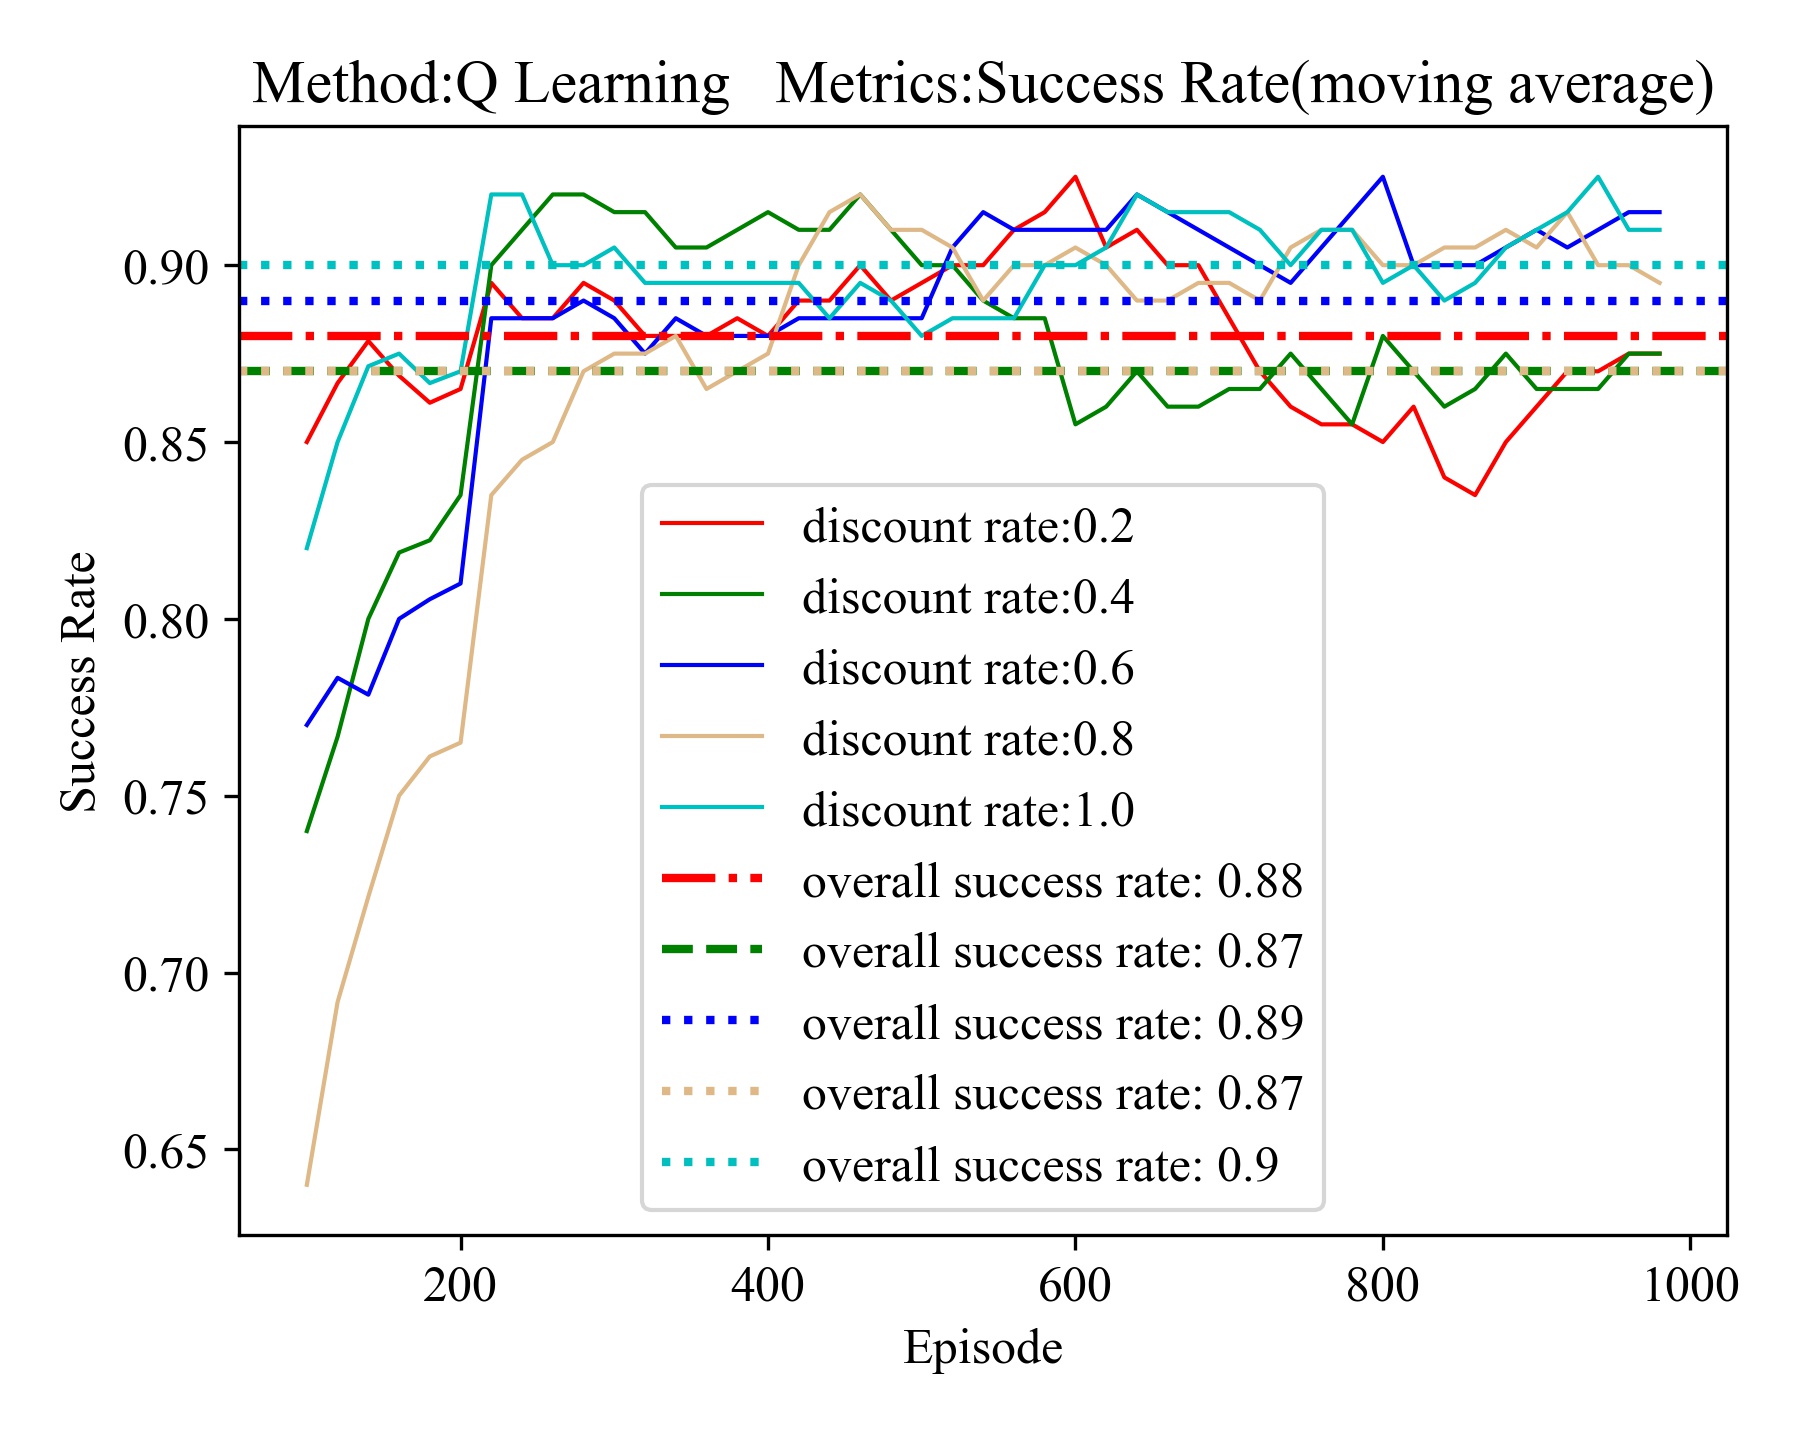 Method:Q Learning   Metrics:Success Rate(moving average)
Success Rate
0.90
0.85
0.80
0.75
0.70
0.65
discount rate:0.2
discount rate:0.4
discount rate:0.6
discount rate:0.8
discount rate:1.0
overall success rate: 0.88
overall success rate: 0.87
overall success rate: 0.89
overall success rate: 0.87
overall success rate: 0.9
200 400 600 800 1000
Episode